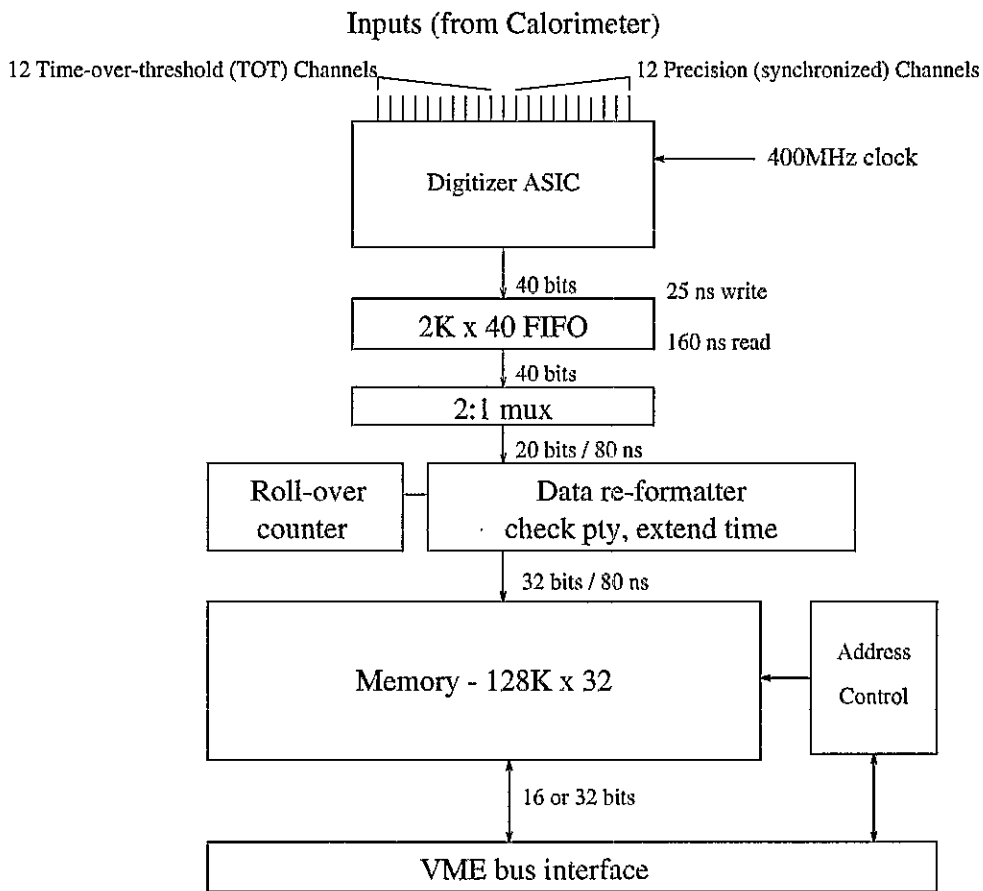 Inputs (from Calorimeter)
12 Time-over-threshold (TOT) Channels
12 Precision (synchronized) Channels
400MHz clock
Digitizer ASIC
40 bits
25 ns write
2K x 40 FIFO
160 ns read
40 bits
2:1 mux
20 bits / 80 ns
Roll-over
counter
Data re-formatter
check pty, extend time
32 bits / 80 ns
Memory - 128K x 32
Address
Control
16 or 32 bits
VME bus interface